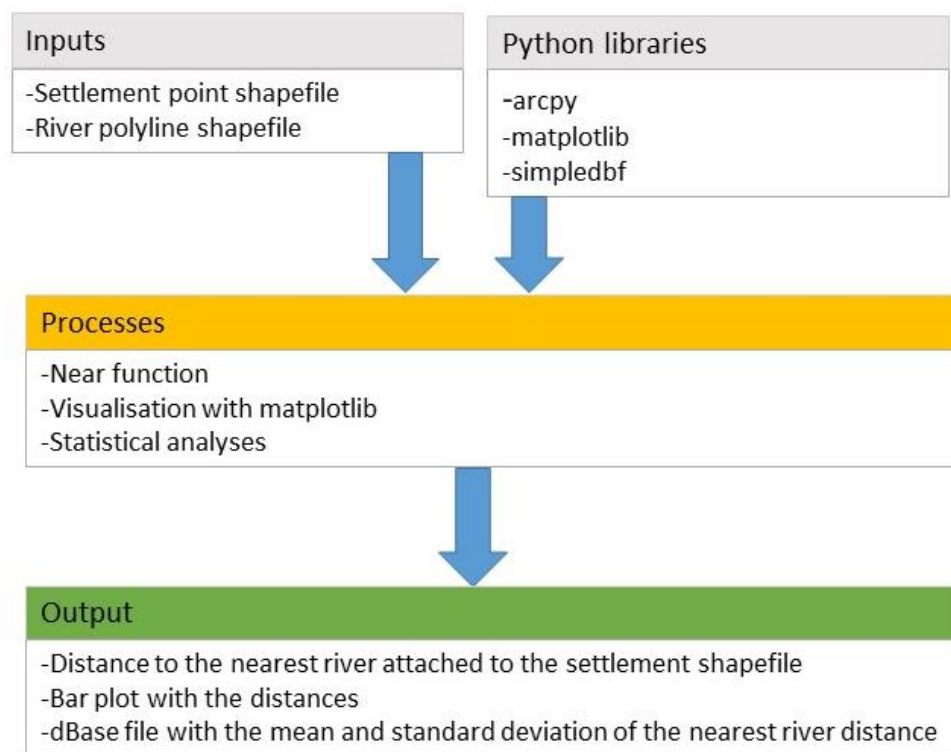 Inputs
-Settlement point shapefile
-River polyline shapefile
Python libraries
-arcpy
-matplotlib
-simpledbf
Processes
-Near function
-Visualisation with matplotlib
-Statistical analyses
Output
-Distance to the nearest river attached to the settlement shapefile
-Bar plot with the distances
-dBase file with the mean and standard deviation of the nearest river distance